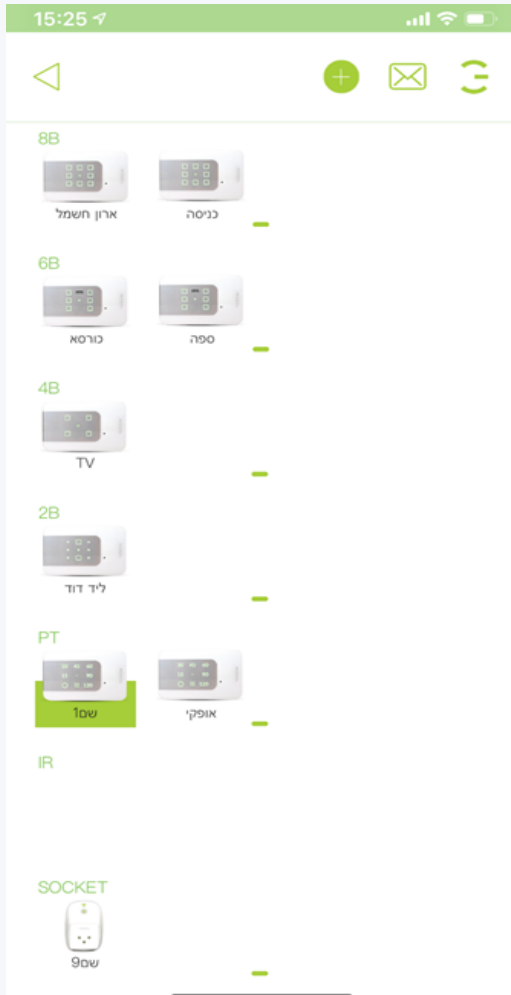 15:25
8B
ארון חשמל
כניסה
6B
כורסא
ספה
4B
TV
2B
ליד דוד
PT
שם1
אופקי
IR
SOCKET
שם9